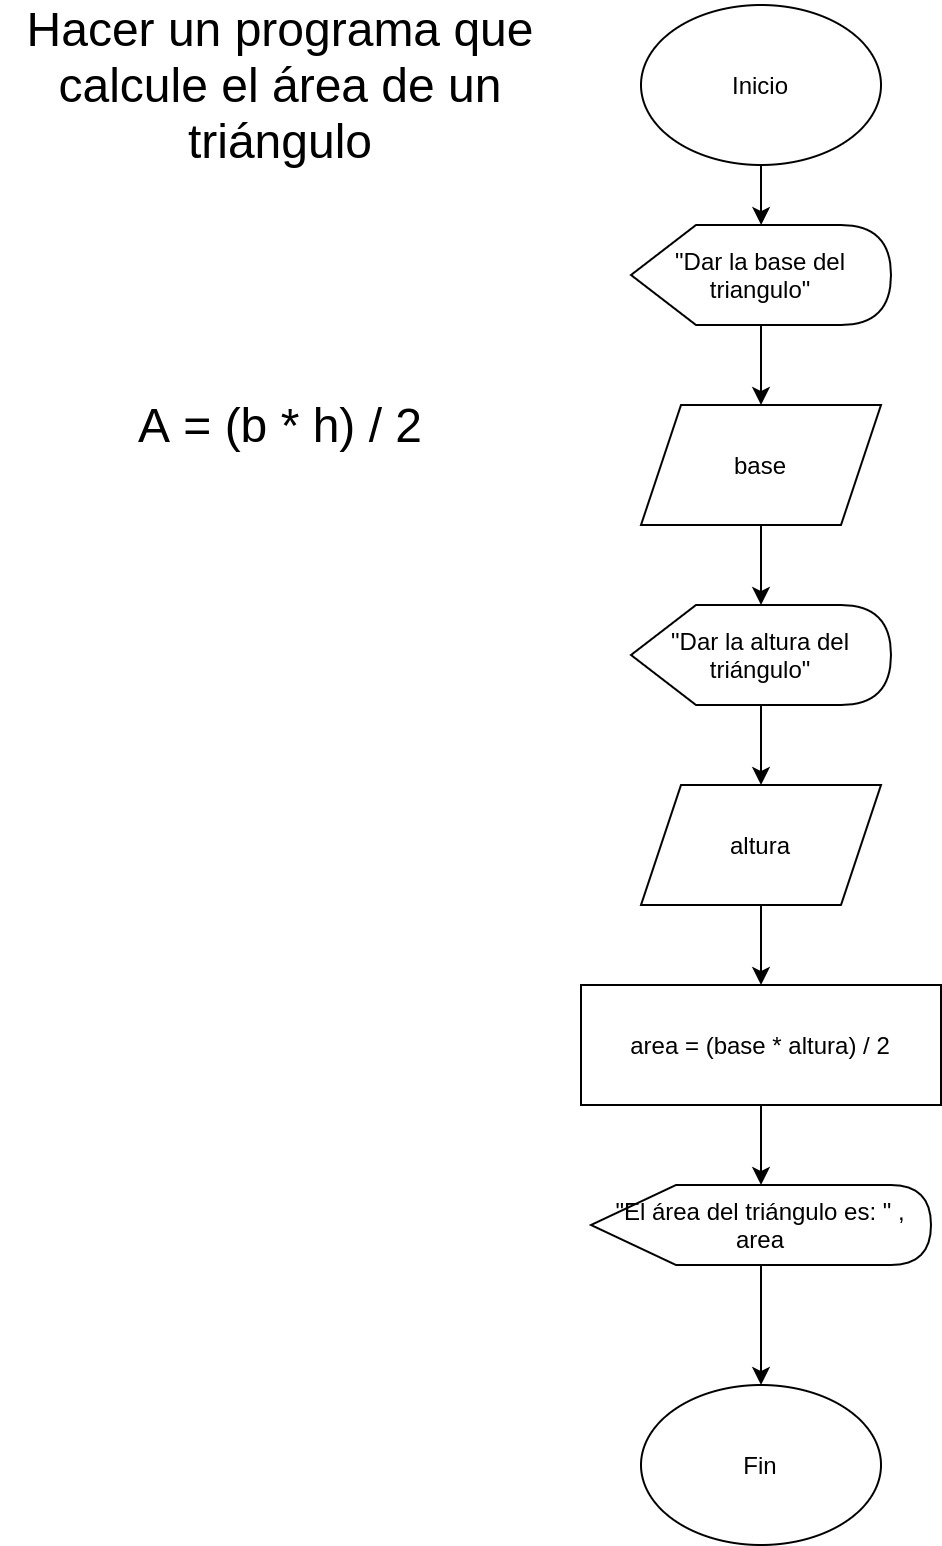 Hacer un programa que
calcule el área de un
triángulo
A = (b * h) / 2
Inicio
"Dar la base del
triangulo"
base
"Dar la altura del
triángulo"
altura
area = (base * altura) / 2
"El área del triángulo es: " ,
area
Fin